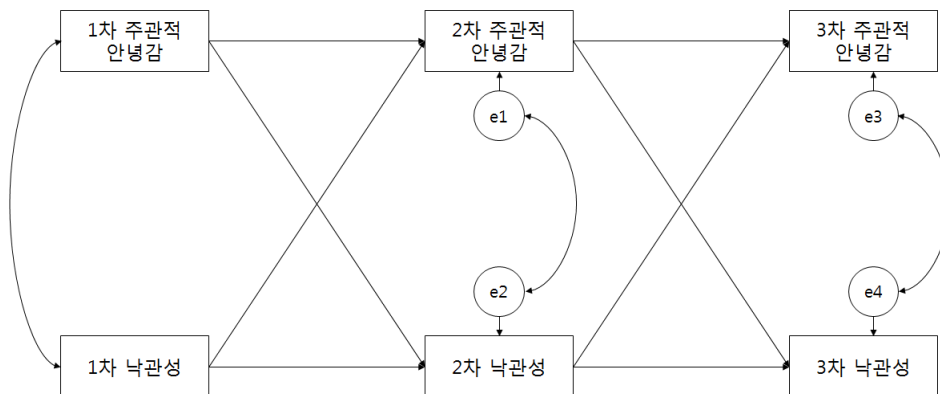 1차 주관적
안녕감
2차 주관적
안녕감
3차 주관적
안녕감
e1
e3
e2
e4
1차 낙관성
2차 낙관성
3차 낙관성